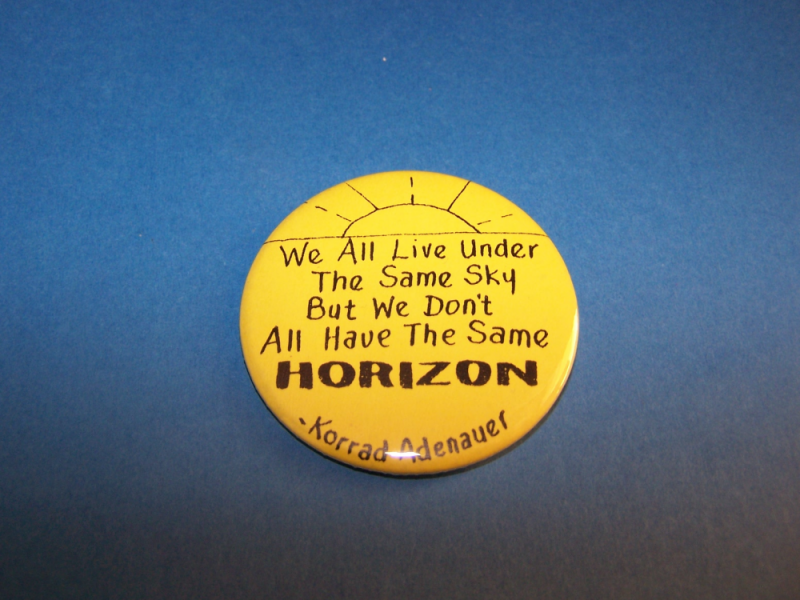 We All Live Under
The Same Sky
But We Don't
All Have The Same
HORIZON
-Korrad Adenauer